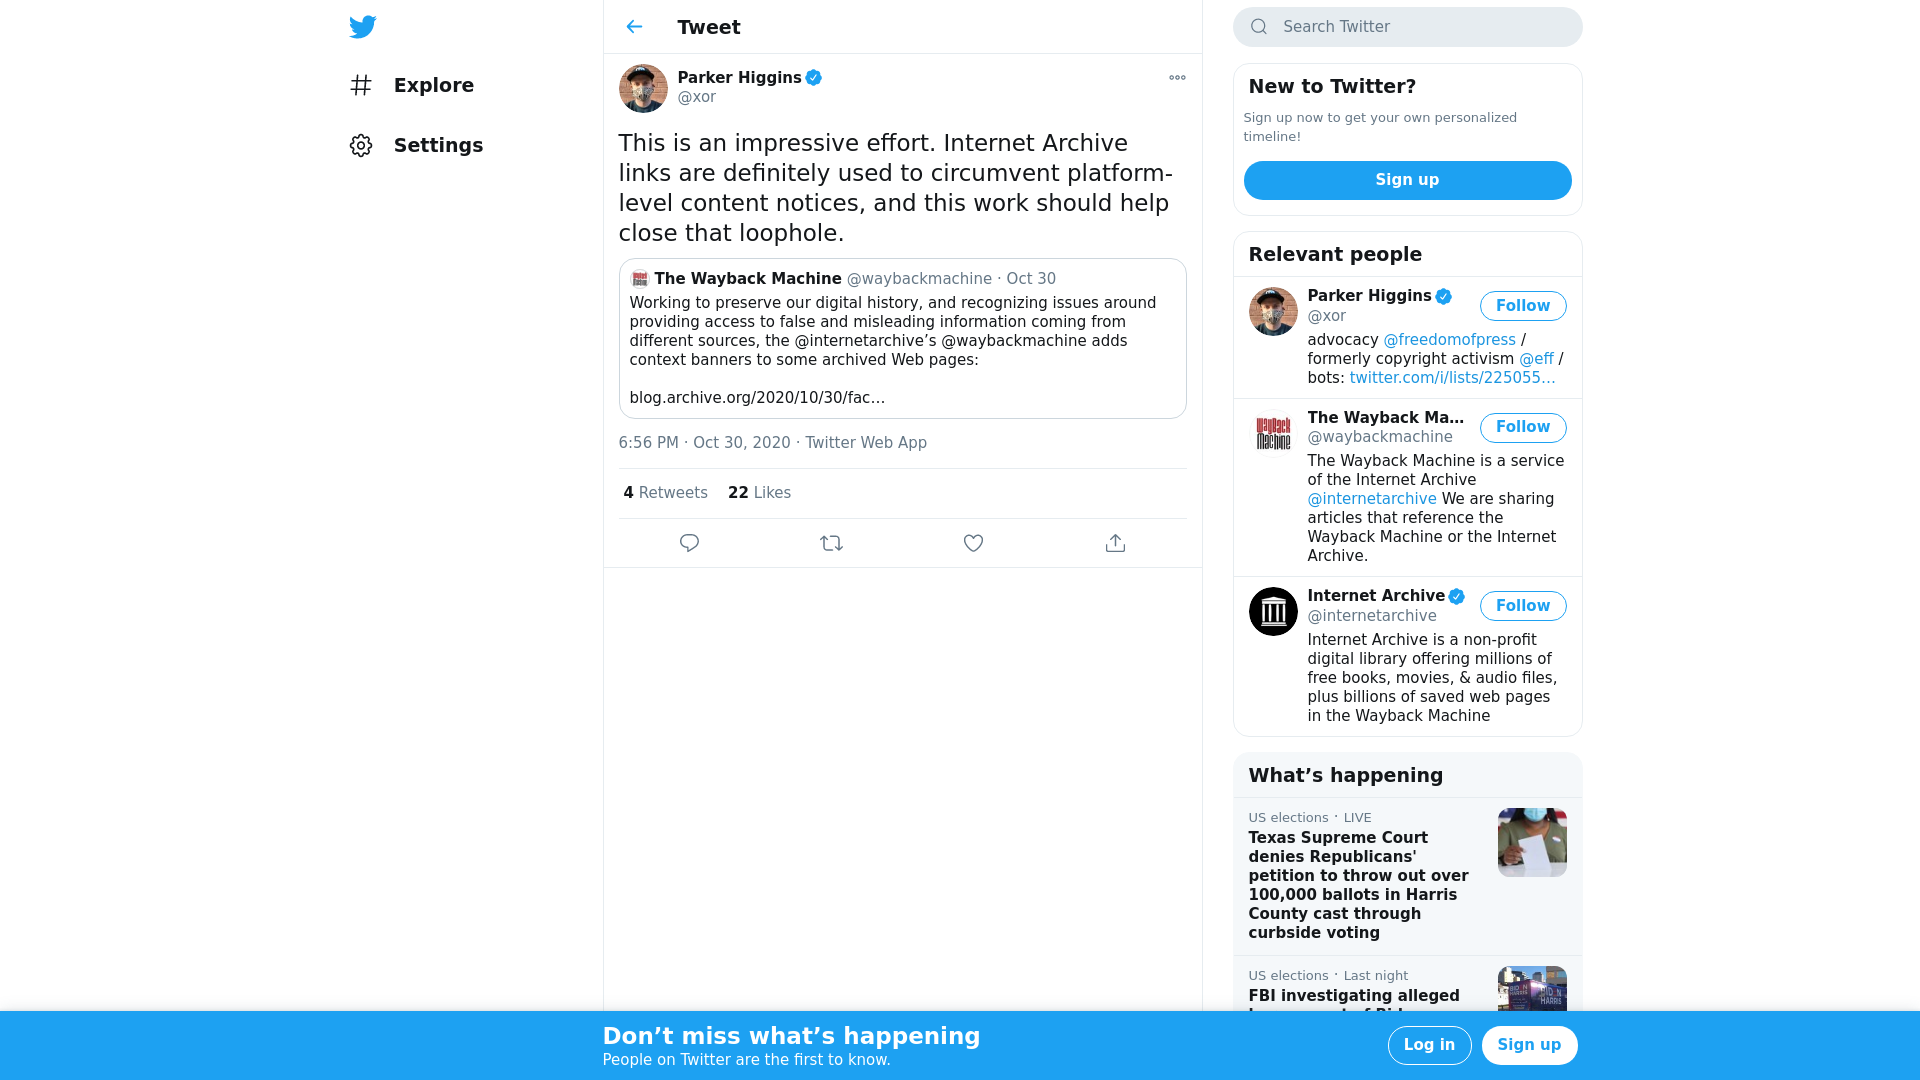 Explore
Settings
Tweet
Parker Higgins
@xor
This is an impressive effort. Internet Archive
links are definitely used to circumvent platform-
level content notices, and this work should help
close that loophole.
The Wayback Machine @waybackmachine · Oct 30
Working to preserve our digital history, and recognizing issues around
providing access to false and misleading information coming from
different sources, the @internetarchive’s @waybackmachine adds
context banners to some archived Web pages:
blog.archive.org/2020/10/30/fac…
6:56 PM · Oct 30, 2020 · Twitter Web App
4 Retweets 22 Likes
Search Twitter
New to Twitter?
Sign up now to get your own personalized
timeline!
Sign up
Relevant people
Parker Higgins
@xor
Follow
advocacy @freedomofpress /
formerly copyright activism @eff /
bots: twitter.com/i/lists/225055…
Wayback
Machine
The Wayback Ma…
@waybackmachine
Follow
The Wayback Machine is a service
of the Internet Archive
@internetarchive We are sharing
articles that reference the
Wayback Machine or the Internet
Archive.
Internet Archive
@internetarchive
Follow
Internet Archive is a non-profit
digital library offering millions of
free books, movies, & audio files,
plus billions of saved web pages
in the Wayback Machine
What’s happening
US elections · LIVE
Texas Supreme Court
denies Republicans'
petition to throw out over
100,000 ballots in Harris
County cast through
curbside voting
US elections · Last night
FBI investigating alleged
Don’t miss what’s happening
People on Twitter are the first to know.
Log in
Sign up